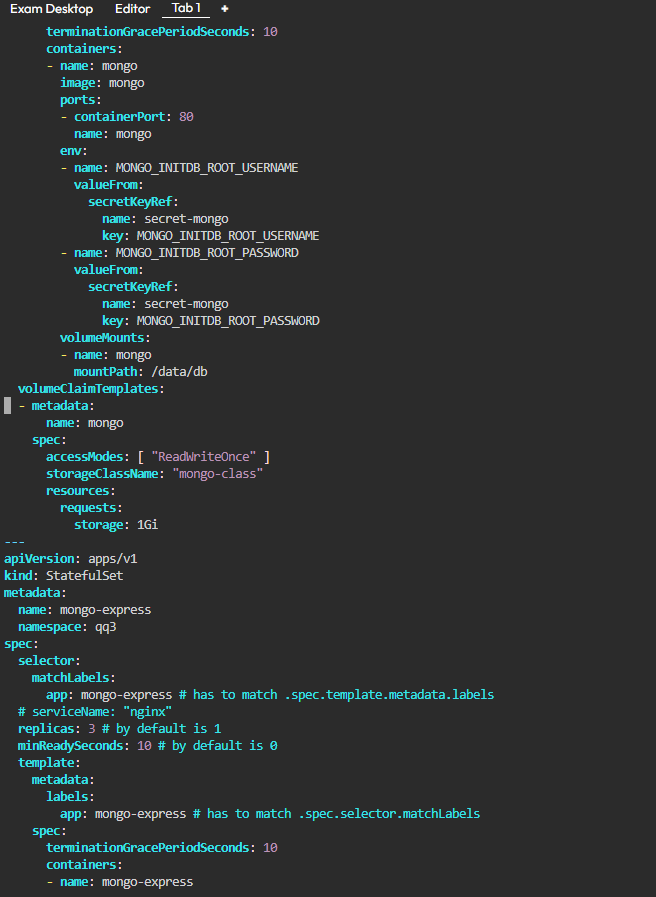 Exam Desktop Editor Tab 1 +
      terminationGracePeriodSeconds: 10
      containers:
      - name: mongo
        image: mongo
        ports:
        - containerPort: 80
          name: mongo
        env:
        - name: MONGO_INITDB_ROOT_USERNAME
          valueFrom:
            secretKeyRef:
              name: secret-mongo
              key: MONGO_INITDB_ROOT_USERNAME
        - name: MONGO_INITDB_ROOT_PASSWORD
          valueFrom:
            secretKeyRef:
              name: secret-mongo
              key: MONGO_INITDB_ROOT_PASSWORD
        volumeMounts:
        - name: mongo
          mountPath: /data/db
  volumeClaimTemplates:
  - metadata:
      name: mongo
    spec:
      accessModes: [ "ReadWriteOnce" ]
      storageClassName: "mongo-class"
      resources:
        requests:
          storage: 1Gi
---
apiVersion: apps/v1
kind: StatefulSet
metadata:
  name: mongo-express
  namespace: qq3
spec:
  selector:
    matchLabels:
      app: mongo-express # has to match .spec.template.metadata.labels
  # serviceName: "nginx"
  replicas: 3 # by default is 1
  minReadySeconds: 10 # by default is 0
  template:
    metadata:
      labels:
        app: mongo-express # has to match .spec.selector.matchLabels
    spec:
      terminationGracePeriodSeconds: 10
      containers:
      - name: mongo-express